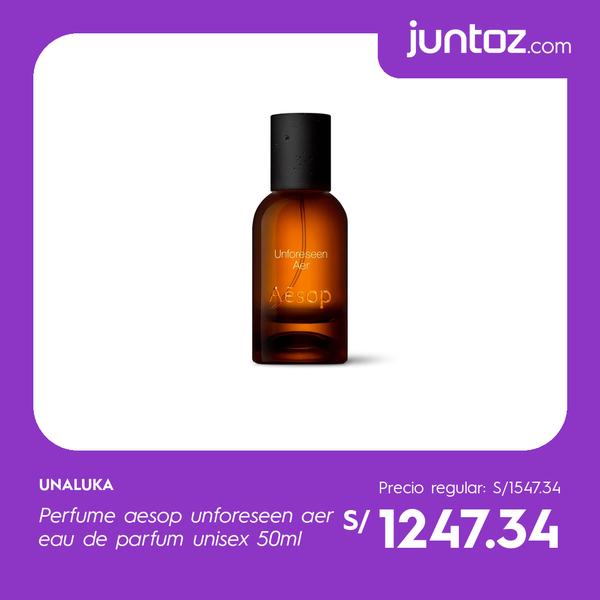 juntoz.com
Unforeseen
Aer
Aēsop
UNALUKA
Precio regular: S/1547.34
Perfume aesop unforeseen aer
eau de parfum unisex 50ml
S/ 1247.34